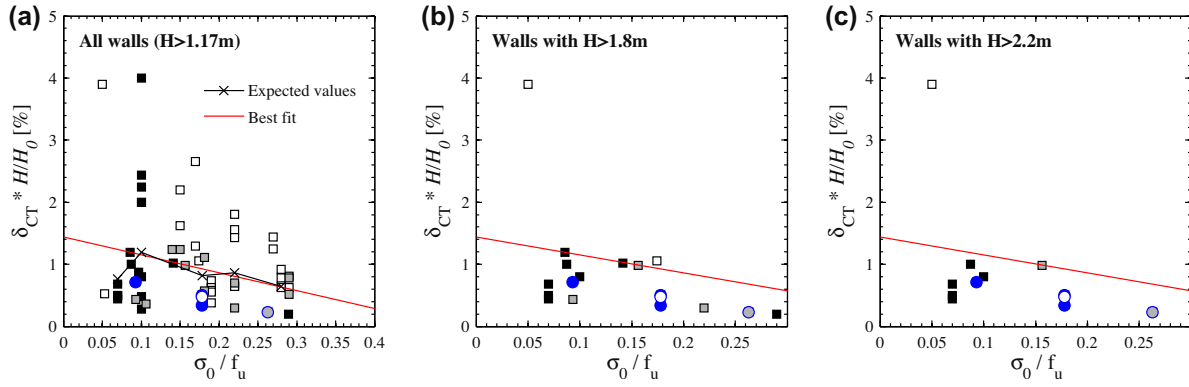 (a)
All walls (H>1.17m)
Expected values
Best fit
δCT * H/H0 [%]
5
4
3
2
1
0
0 0.1 0.15 0.2 0.25 0.3 0.35 0.4
σ0 / fu
(b)
Walls with H>1.8m
δCT * H/H0 [%]
5
4
3
2
1
0
0 0.05 0.1 0.15 0.2 0.25
σ0 / fu
(c)
Walls with H>2.2m
δCT * H/H0 [%]
5
4
3
2
1
0
0 0.05 0.1 0.15 0.2 0.25
σ0 / fu